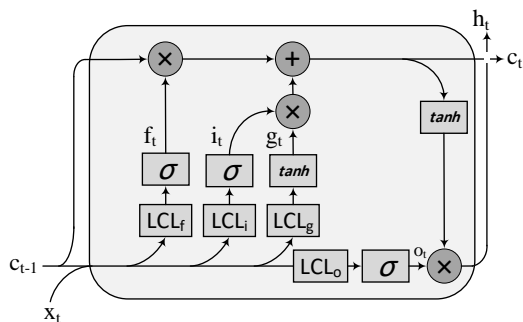 h_t
c_t
× +
tanh
×
f_t i_t g_t
σ σ tanh
LCL_f LCL_i LCL_g
c_t-1
LCL_o σ o_t ×
x_t